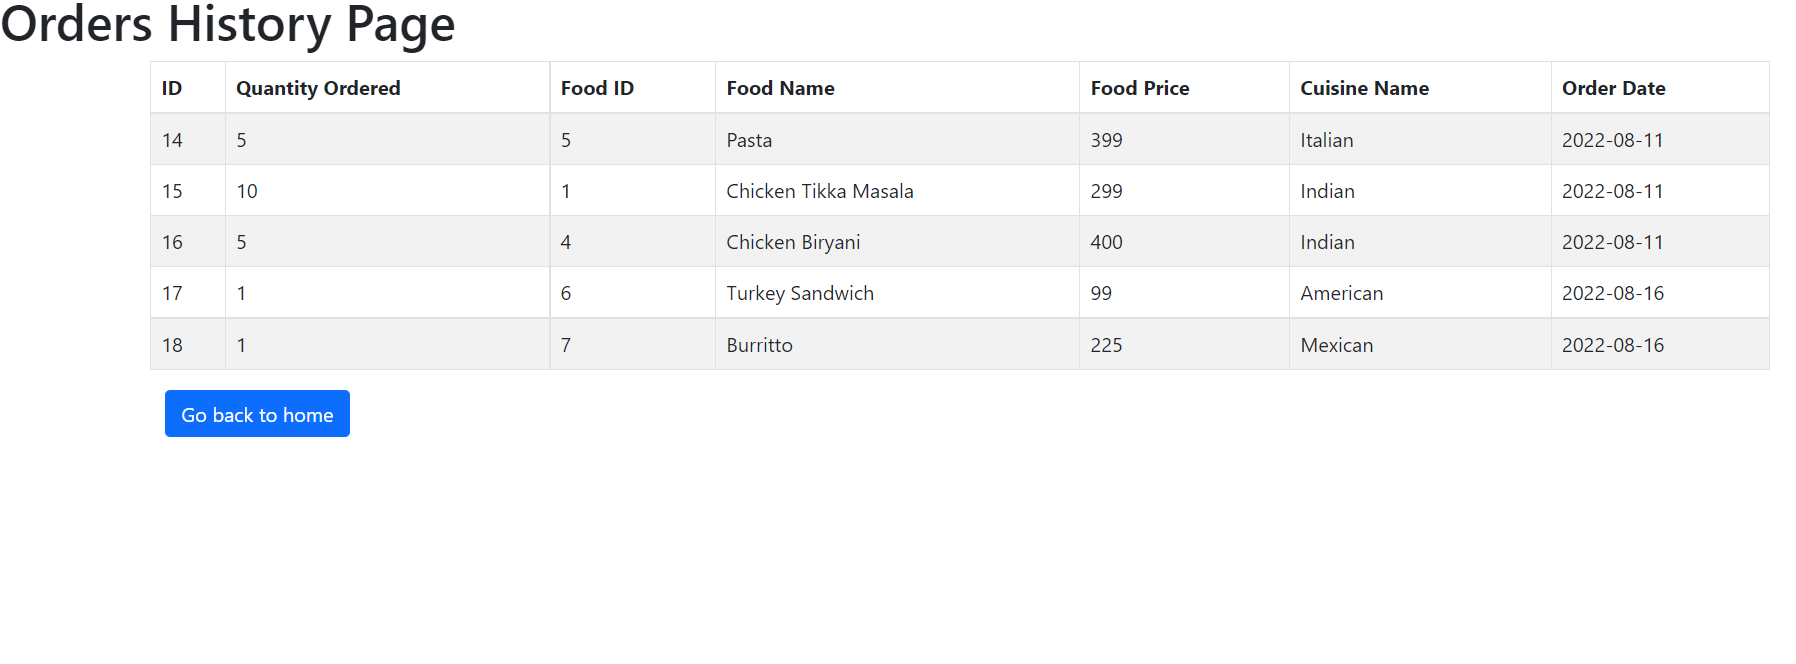 Orders History Page
ID Quantity Ordered Food ID Food Name Food Price Cuisine Name Order Date
14 5 5 Pasta 399 Italian 2022-08-11
15 10 1 Chicken Tikka Masala 299 Indian 2022-08-11
16 5 4 Chicken Biryani 400 Indian 2022-08-11
17 1 6 Turkey Sandwich 99 American 2022-08-16
18 1 7 Burritto 225 Mexican 2022-08-16
Go back to home